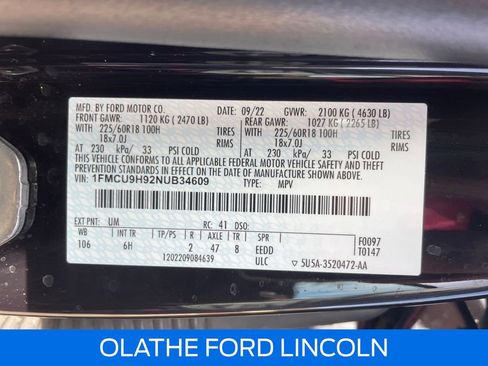 MFD. BY FORD MOTOR CO. 09/22 GVWR: 2100 KG ( 4630 LB)
FRONT GAWR: 1120 KG ( 2470 LB) REAR GAWR: 1027 KG ( 2265 LB)
WITH 225/60R18 100H TIRES WITH 225/60R18 100H TIRES
18x7.0J RIMS 18x7.0J RIMS
AT 230 kPa/ 33 PSI COLD AT 230 kPa/ 33 PSI COLD
THIS VEHICLE CONFORMS TO ALL APPLICABLE FEDERAL MOTOR VEHICLE SAFETY, BUMPER, AND THEFT
PREVENTION STANDARDS IN EFFECT ON THE DATE OF MANUFACTURE SHOWN ABOVE.
VIN: 1FMCU9H92NUB34609 TYPE: MPV
EXT PNT: UM RC: 41 DSO:
WB INT TR TP/PS R AXLE TR SPR F0097
106 6H 2 47 8 EEDD T0147
1202209084639 ULC ▽ 5U5A-3520472-AA
OLATHE FORD LINCOLN